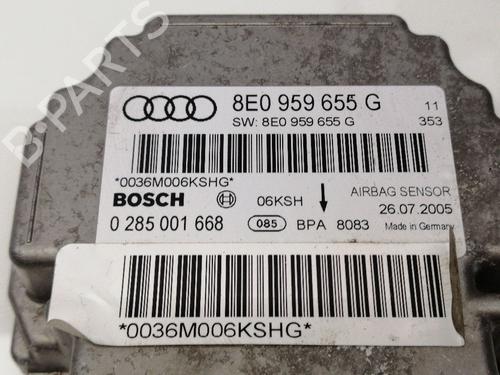 8E0 959 655 G 11
SW: 8E0 959 655 G 353
*0036M006KSHG*
BOSCH 06KSH AIRBAG SENSOR
26.07.2005
0 285 001 668 085 BPA 8083 Made in Germany
*0036M006KSHG*
B-PARTS